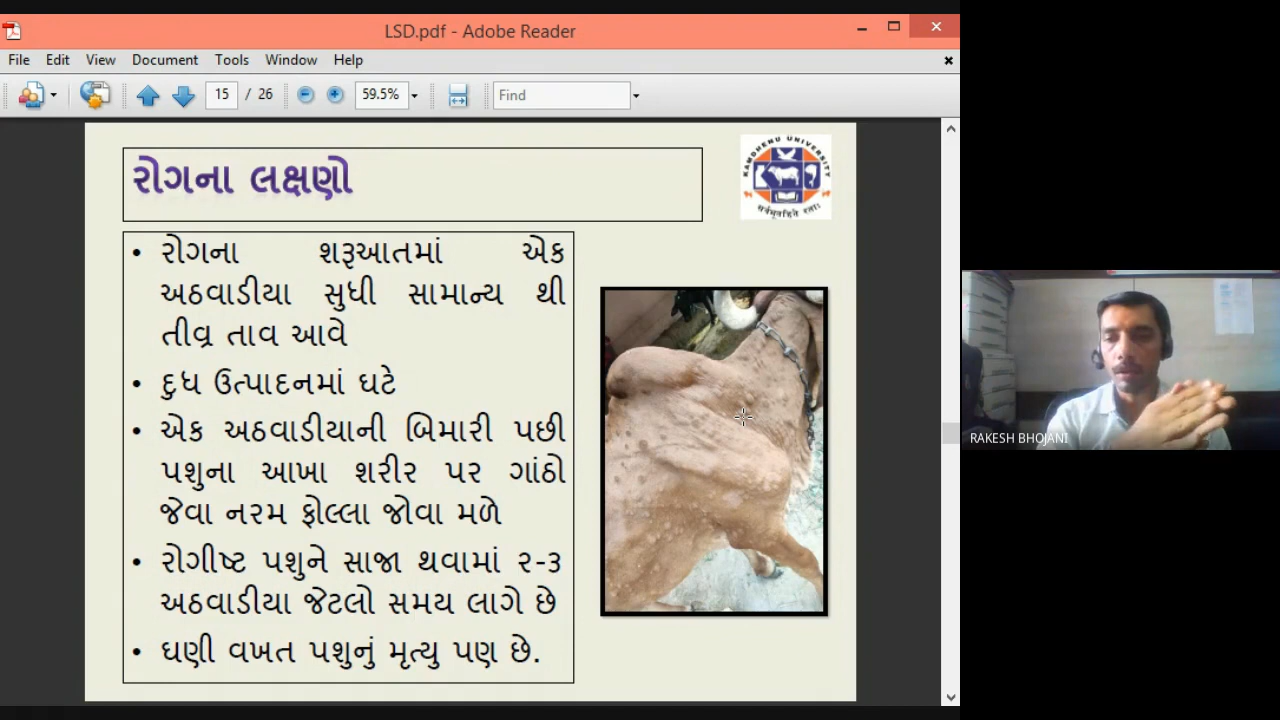 LSD.pdf - Adobe Reader
File Edit View Document Tools Window Help
15 / 26 59.5% Find
રોગના લક્ષણો
KAMDHENU UNIVERSITY
• રોગના શરૂઆતમાં એક
અઠવાડીયા સુધી સામાન્ય થી
તીવ્ર તાવ આવે
• દુધ ઉત્પાદનમાં ઘટે
• એક અઠવાડીયાની બિમારી પછી
પશુના આખા શરીર પર ગાંઠો
જેવા નરમ ફોલ્લા જોવા મળે
• રોગીષ્ટ પશુને સાજા થવામાં ૨-૩
અઠવાડીયા જેટલો સમય લાગે છે
• ઘણી વખત પશુનું મૃત્યુ પણ છે.
RAKESH BHOJANI